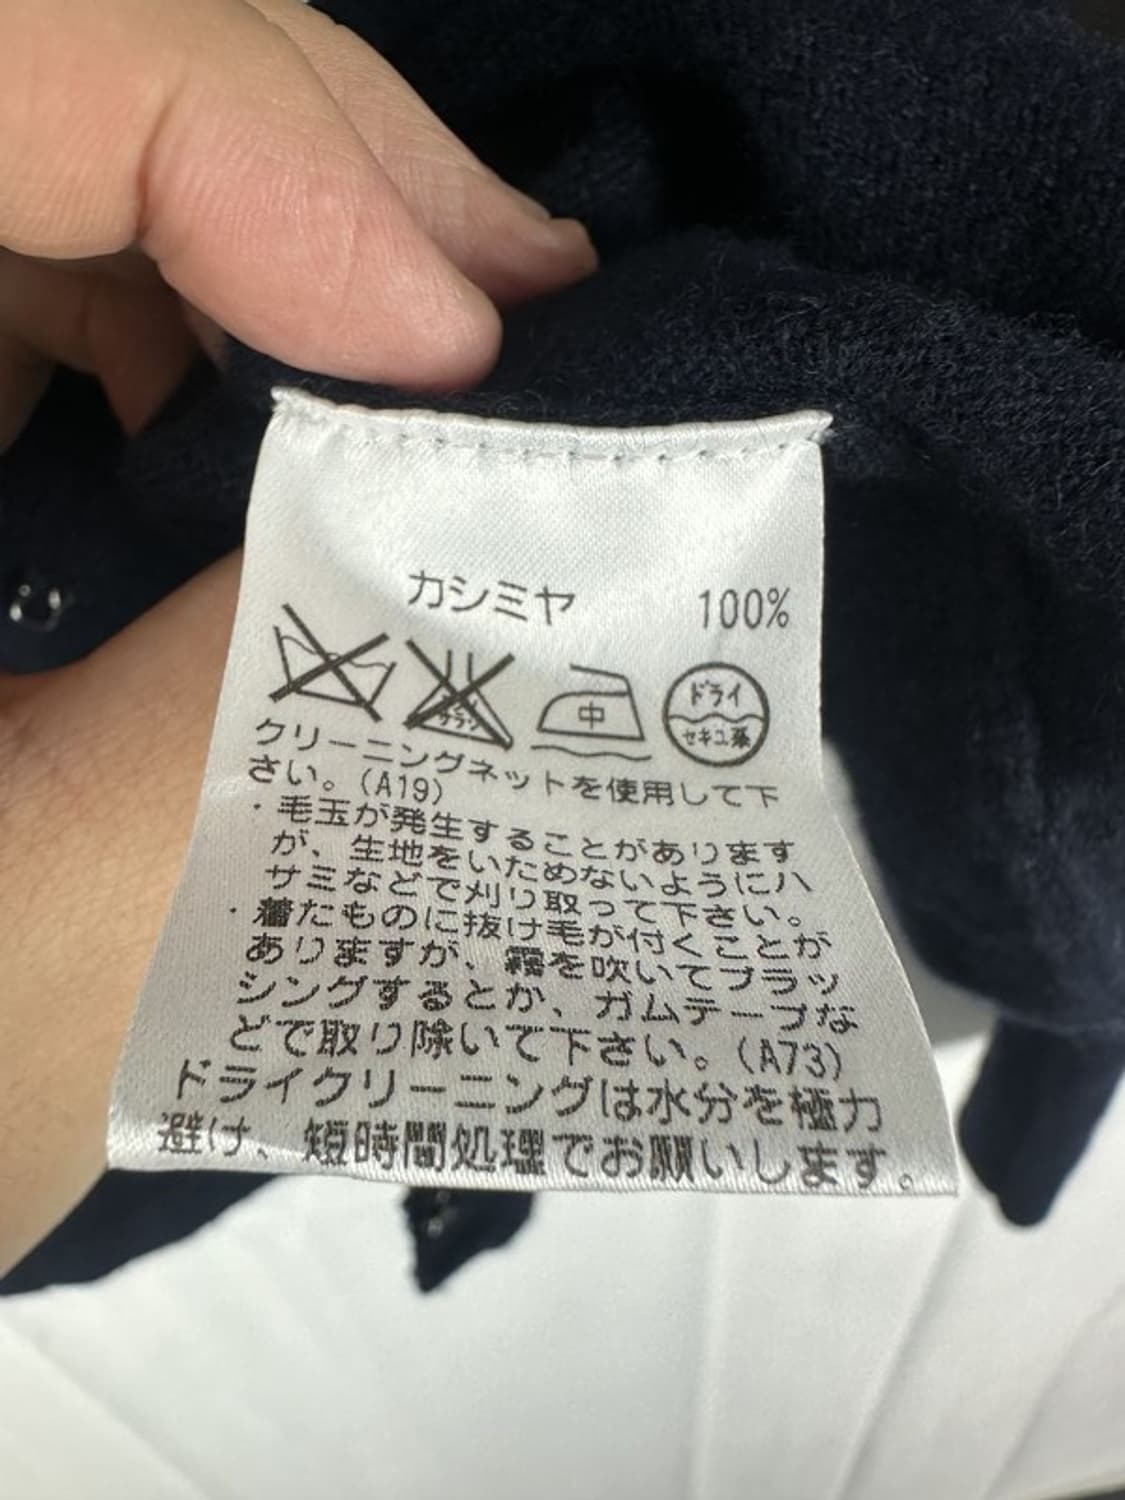 カシミヤ 100%
エンソ サラシ 中 ドライ セキユ系
クリーニングネットを使用して下
さい。(A19)
・毛玉が発生することがあります
が、生地をいためないようにハ
サミなどで刈り取って下さい。
・着たものに抜け毛が付くことが
ありますが、霧を吹いてブラッ
シングするとか、ガムテープな
どで取り除いて下さい。(A73)
ドライクリーニングは水分を極力
避け、短時間処理でお願いします。